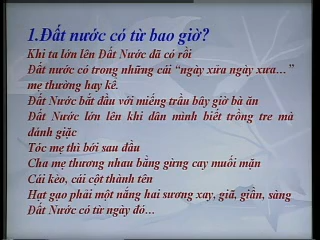 1.Đất nước có từ bao giờ?
Khi ta lớn lên Đất Nước đã có rồi
Đất nước có trong những cái “ngày xửa ngày xưa…”
mẹ thường hay kể.
Đất Nước bắt đầu với miếng trầu bây giờ bà ăn
Đất Nước lớn lên khi dân mình biết trồng tre mà
đánh giặc
Tóc mẹ thì bới sau đầu
Cha mẹ thương nhau bằng gừng cay muối mặn
Cái kèo, cái cột thành tên
Hạt gạo phải một nắng hai sương xay, giã, giần, sàng
Đất Nước có từ ngày đó…